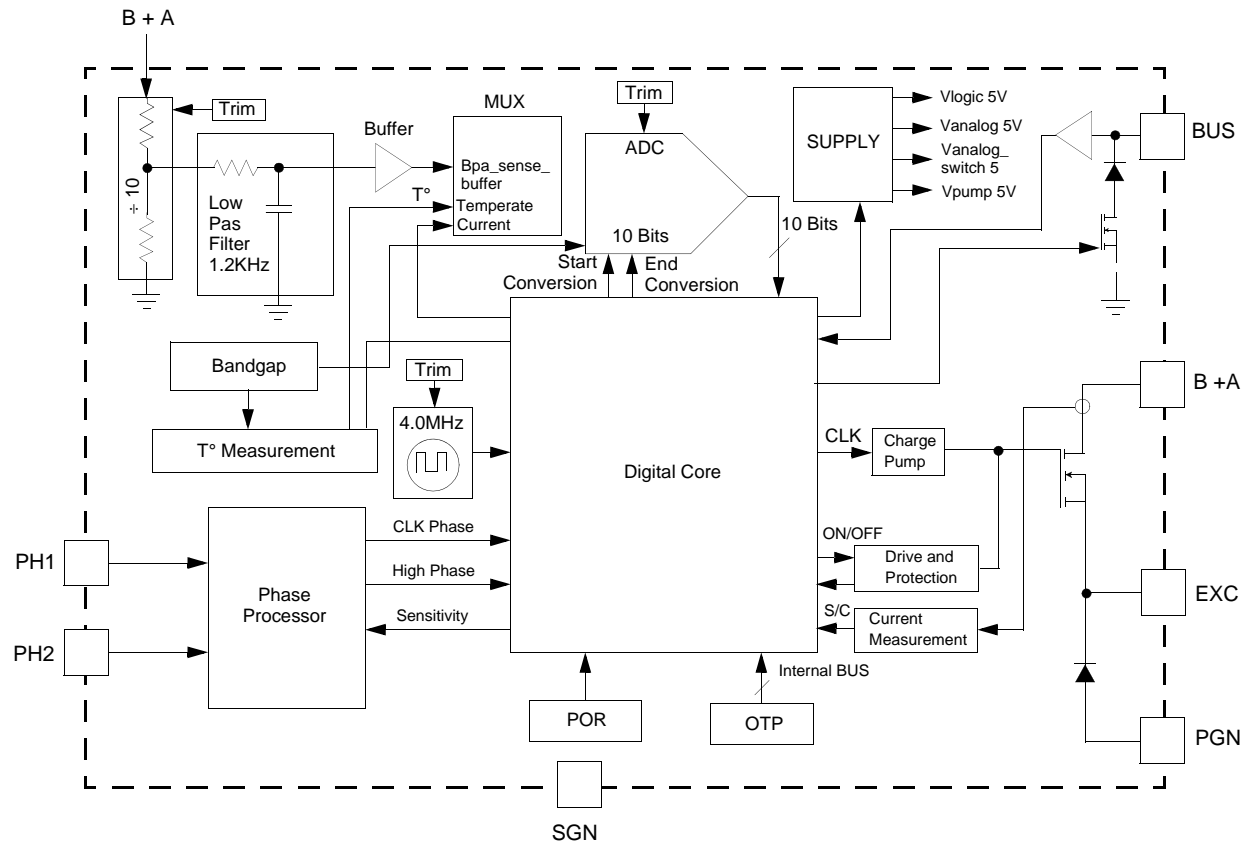 B + A
Trim
MUX
Trim
Buffer
ADC
SUPPLY
Vlogic 5V
Vanalog 5V
Vanalog_
switch 5
Vpump 5V
BUS
÷ 10
Low
Pas
Filter
1.2KHz
T°
Bpa_sense_
buffer
Temperate
Current
10 Bits
10 Bits
Start
Conversion
End
Conversion
Bandgap
Trim
T° Measurement
4.0MHz
Digital Core
CLK
Charge
Pump
B +A
PH1
PH2
Phase
Processor
CLK Phase
High Phase
Sensitivity
ON/OFF
Drive and
Protection
S/C
Current
Measurement
EXC
POR
Internal BUS
OTP
PGN
SGN